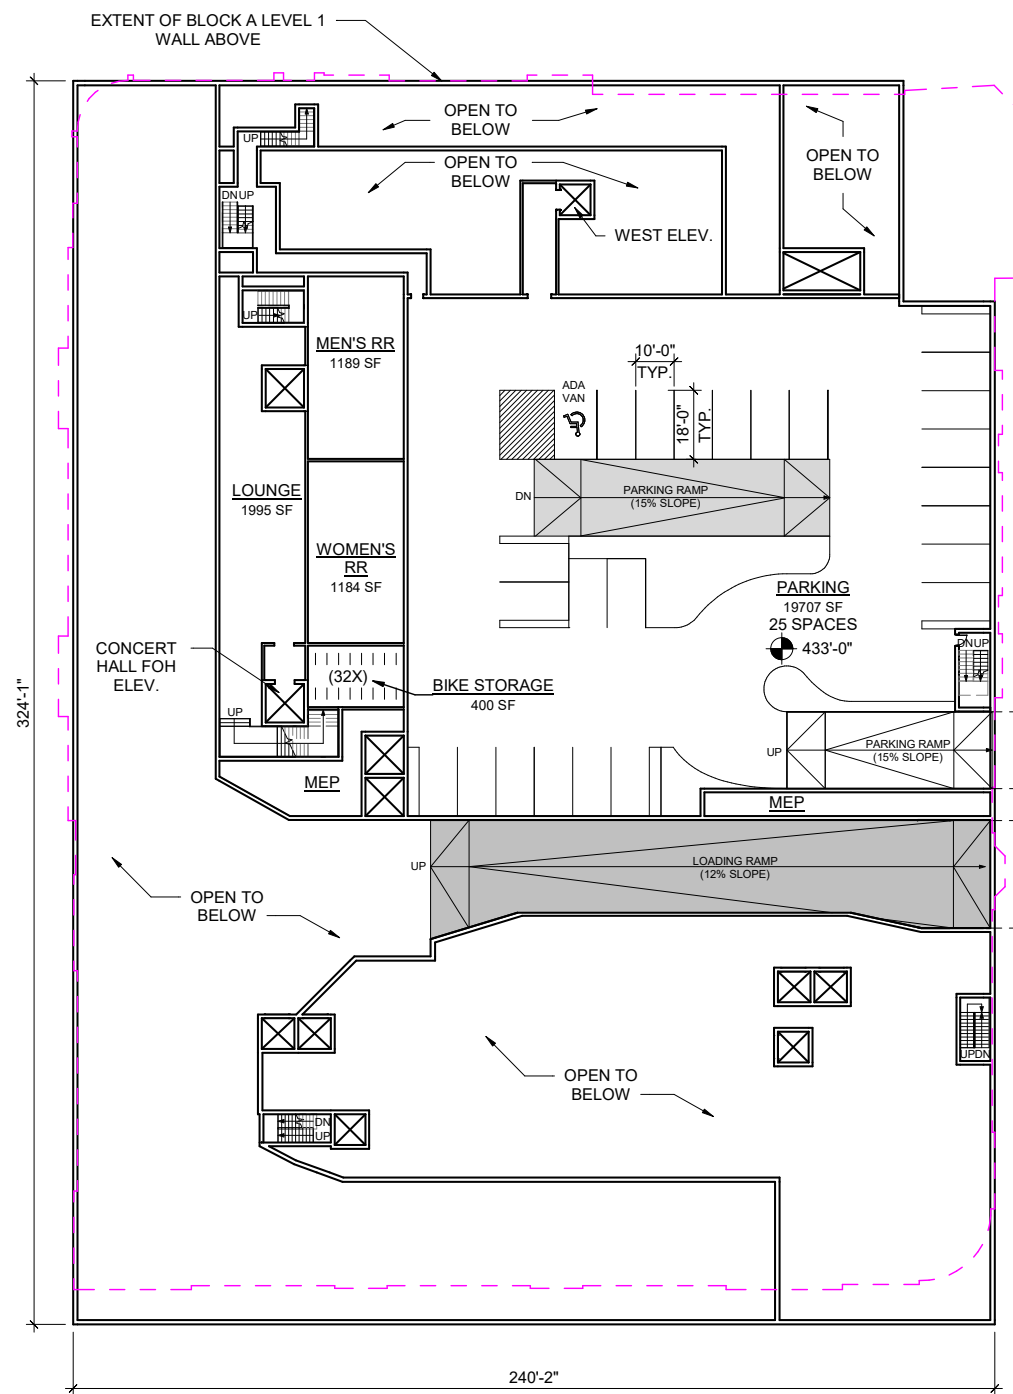 EXTENT OF BLOCK A LEVEL 1
WALL ABOVE
OPEN TO
BELOW
UP
OPEN TO
BELOW
OPEN TO
BELOW
DN UP
WEST ELEV.
UP
MEN'S RR
1189 SF
10'-0"
TYP.
ADA
VAN
18'-0"
TYP.
LOUNGE
1995 SF
DN
PARKING RAMP
(15% SLOPE)
WOMEN'S
RR
1184 SF
PARKING
19707 SF
25 SPACES
433'-0"
DN UP
CONCERT
HALL FOH
ELEV.
(32X)
BIKE STORAGE
400 SF
324'-1"
UP
UP
PARKING RAMP
(15% SLOPE)
MEP
MEP
UP
LOADING RAMP
(12% SLOPE)
OPEN TO
BELOW
OPEN TO
BELOW
UP DN
DN
UP
240'-2"